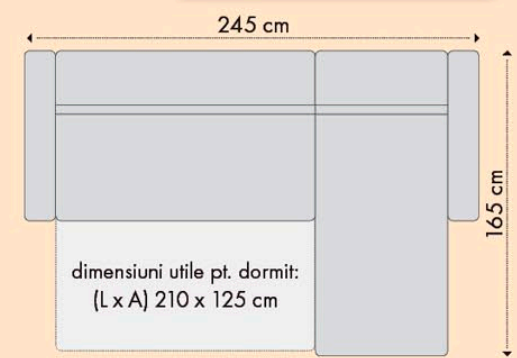 245 cm
165 cm
dimensiuni utile pt. dormit:
(L x A) 210 x 125 cm